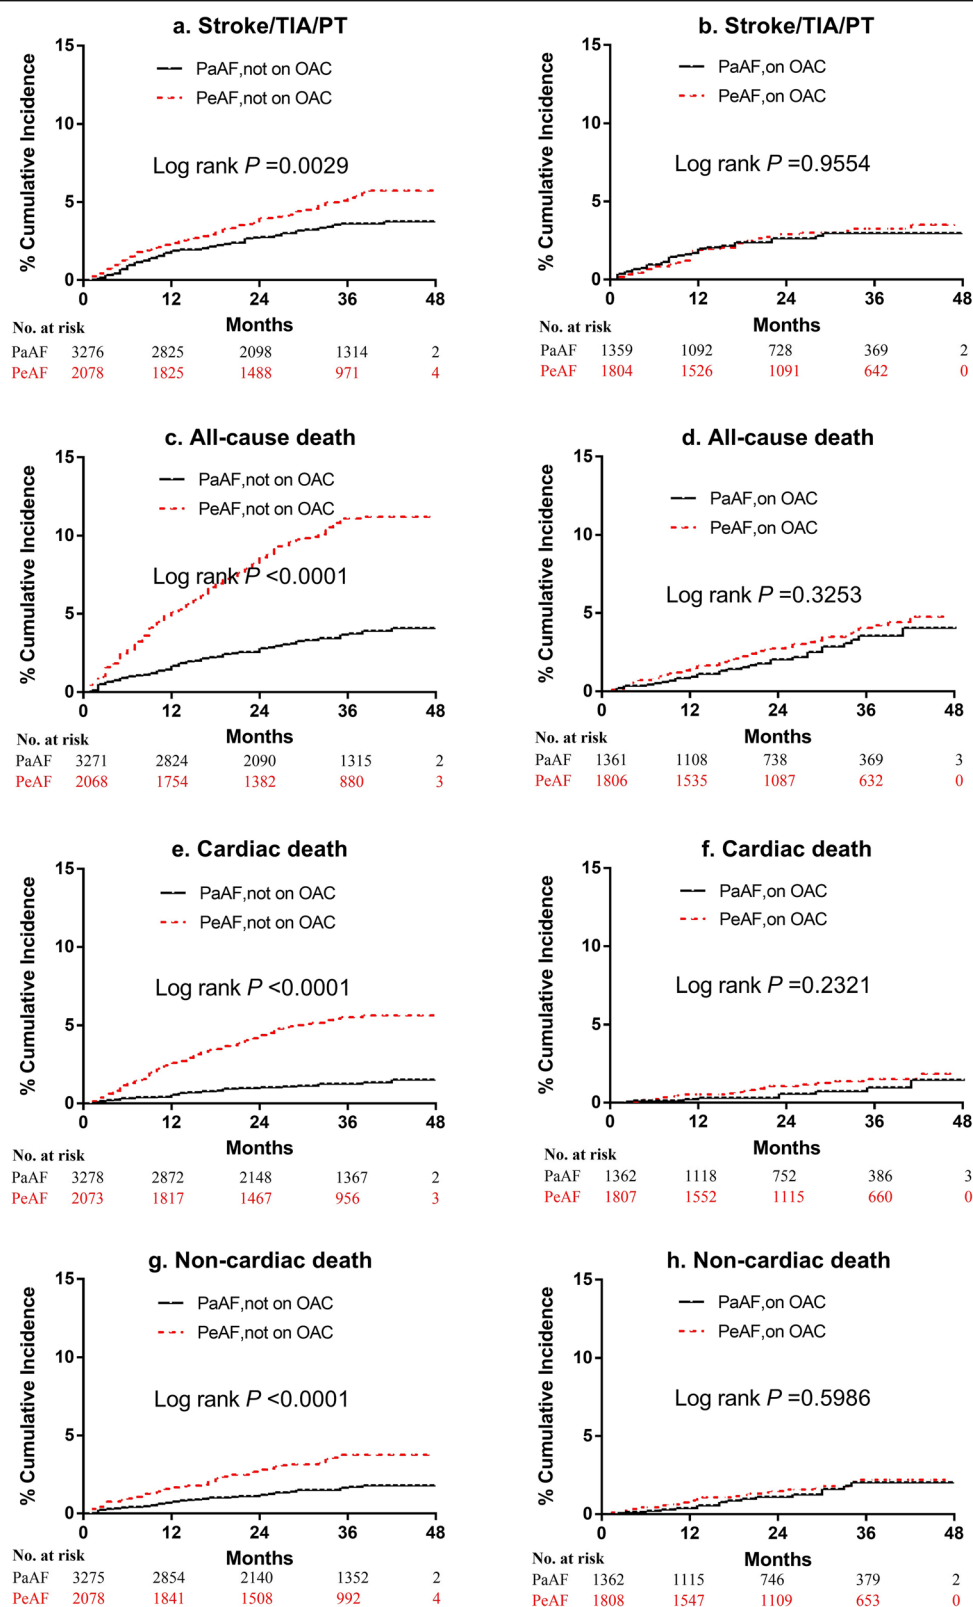 a. Stroke/TIA/PT
% Cumulative Incidence
15
10
5
0
PaAF,not on OAC
PeAF,not on OAC
Log rank P =0.0029
0 12 24 36 48
Months
No. at risk
PaAF 3276 2825 2098 1314 2
PeAF 2078 1825 1488 971 4
b. Stroke/TIA/PT
% Cumulative Incidence
15
10
5
0
PaAF,on OAC
PeAF,on OAC
Log rank P =0.9554
0 12 24 36 48
Months
No. at risk
PaAF 1359 1092 728 369 2
PeAF 1804 1526 1091 642 0
c. All-cause death
% Cumulative Incidence
15
10
5
0
PaAF,not on OAC
PeAF,not on OAC
Log rank P <0.0001
0 12 24 36 48
Months
No. at risk
PaAF 3271 2824 2090 1315 2
PeAF 2068 1754 1382 880 3
d. All-cause death
% Cumulative Incidence
15
10
5
0
PaAF,on OAC
PeAF,on OAC
Log rank P =0.3253
0 12 24 36 48
Months
No. at risk
PaAF 1361 1108 738 369 3
PeAF 1806 1535 1087 632 0
e. Cardiac death
% Cumulative Incidence
15
10
5
0
PaAF,not on OAC
PeAF,not on OAC
Log rank P <0.0001
0 12 24 36 48
Months
No. at risk
PaAF 3278 2872 2148 1367 2
PeAF 2073 1817 1467 956 3
f. Cardiac death
% Cumulative Incidence
15
10
5
0
PaAF,on OAC
PeAF,on OAC
Log rank P =0.2321
0 12 24 36 48
Months
No. at risk
PaAF 1362 1118 752 386 3
PeAF 1807 1552 1115 660 0
g. Non-cardiac death
% Cumulative Incidence
15
10
5
0
PaAF,not on OAC
PeAF,not on OAC
Log rank P <0.0001
0 12 24 36 48
Months
No. at risk
PaAF 3275 2854 2140 1352 2
PeAF 2078 1841 1508 992 4
h. Non-cardiac death
% Cumulative Incidence
15
10
5
0
PaAF,on OAC
PeAF,on OAC
Log rank P =0.5986
0 12 24 36 48
Months
No. at risk
PaAF 1362 1115 746 379 2
PeAF 1808 1547 1109 653 0